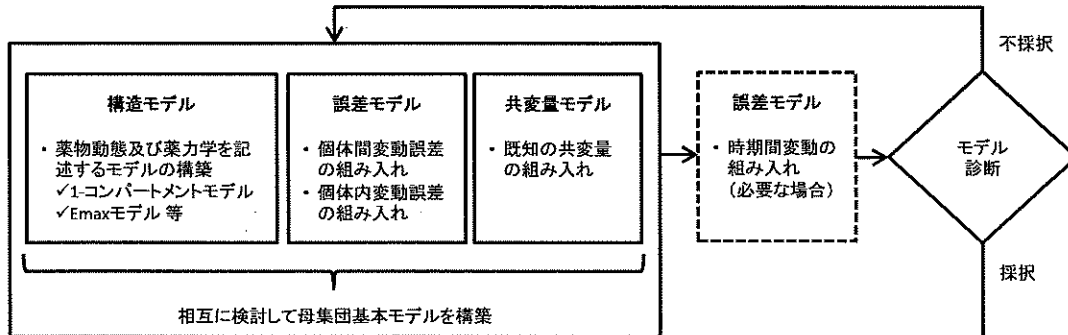 不採択
構造モデル
・薬物動態及び薬力学を記
述するモデルの構築
✓1-コンパートメントモデル
✓Emaxモデル 等
誤差モデル
・個体間変動誤差
の組み入れ
・個体内変動誤差
の組み入れ
共変量モデル
・既知の共変量
の組み入れ
誤差モデル
・時期間変動の
組み入れ
(必要な場合)
モデル
診断
採択
相互に検討して母集団基本モデルを構築